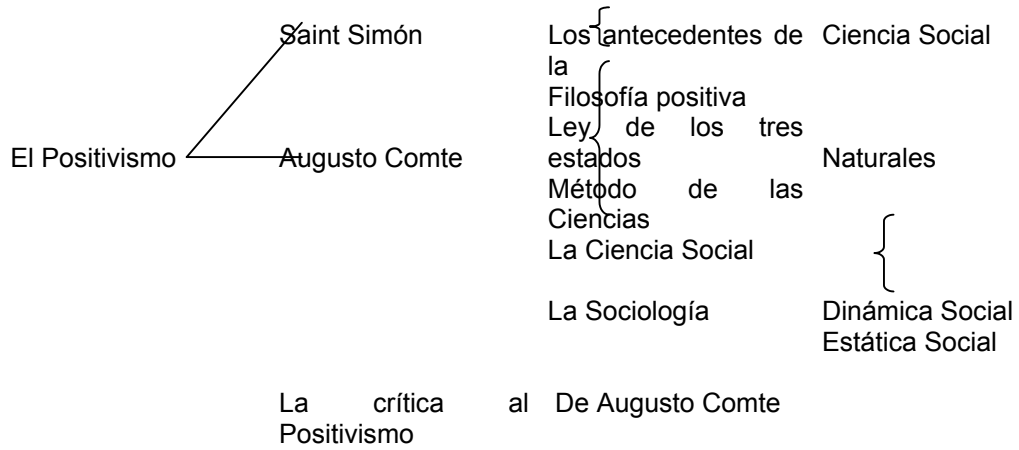 Saint Simón
Los antecedentes de
Ciencia Social
la
Filosofía positiva
Ley de los tres
El Positivismo
Augusto Comte
estados
Naturales
Método de las
Ciencias
La Ciencia Social
La Sociología
Dinámica Social
Estática Social
La crítica al
De Augusto Comte
Positivismo